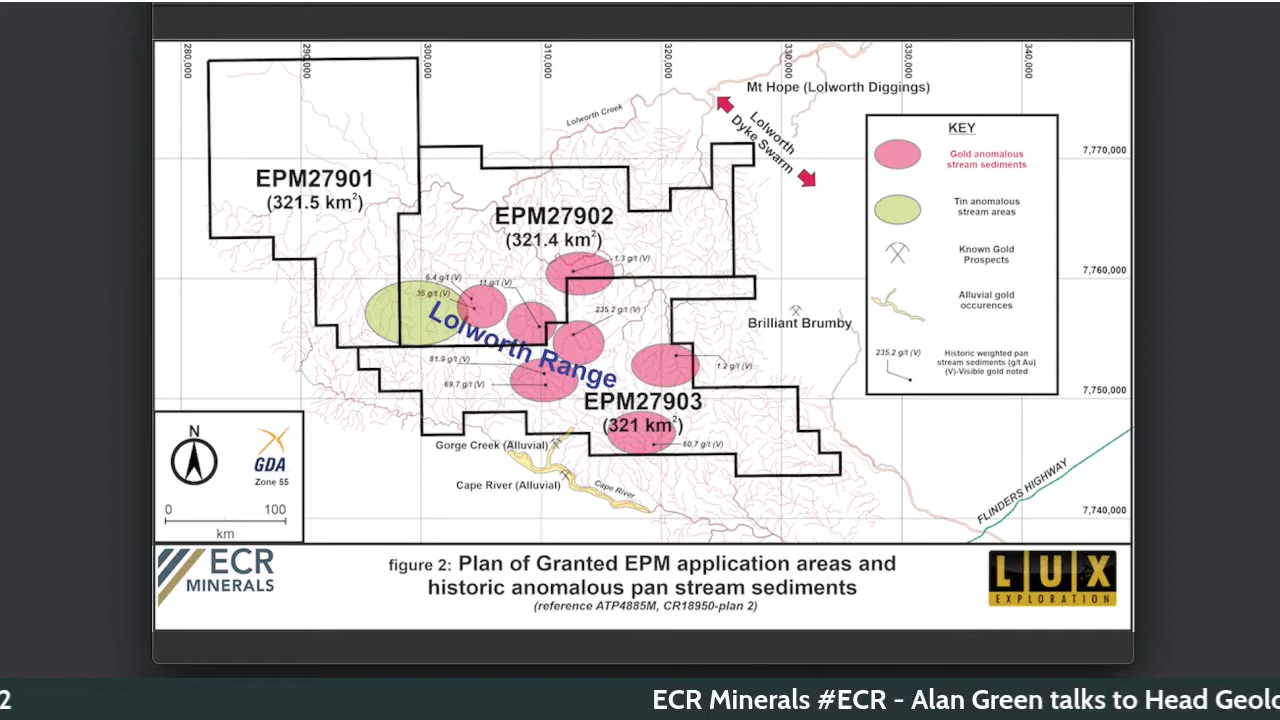 280,000
290,000
300,000
310,000
320,000
330,000
330,000
340,000
Mt Hope (Lolworth Diggings)
Lolworth Creek
Lolworth
Dyke Swarm
KEY
Gold anomalous
stream sediments
Tin anomalous
stream areas
Known Gold
Prospects
Alluvial gold
occurences
235.2 g/t (V)
Historic weighted pan
stream sediments (g/t Au)
(V)-Visible gold noted
7,770,000
7,760,000
7,750,000
7,740,000
EPM27901
(321.5 km²)
EPM27902
(321.4 km²)
1.3 g/t (V)
6.4 g/t (V)
11 g/t (V)
35 g/t (V)
235.2 g/t (V)
Lolworth Range
Brilliant Brumby
81.9 g/t (V)
1.2 g/t (V)
69.7 g/t (V)
EPM27903
(321 km²)
60.7 g/t (V)
Gorge Creek (Alluvial)
Cape River (Alluvial)
Cape River
FLINDERS HIGHWAY
N
GDA
Zone 55
0 100
km
ECR
MINERALS
figure 2: Plan of Granted EPM application areas and
historic anomalous pan stream sediments
(reference ATP4885M, CR18950-plan 2)
LUX
EXPLORATION
2 ECR Minerals #ECR - Alan Green talks to Head Geolo